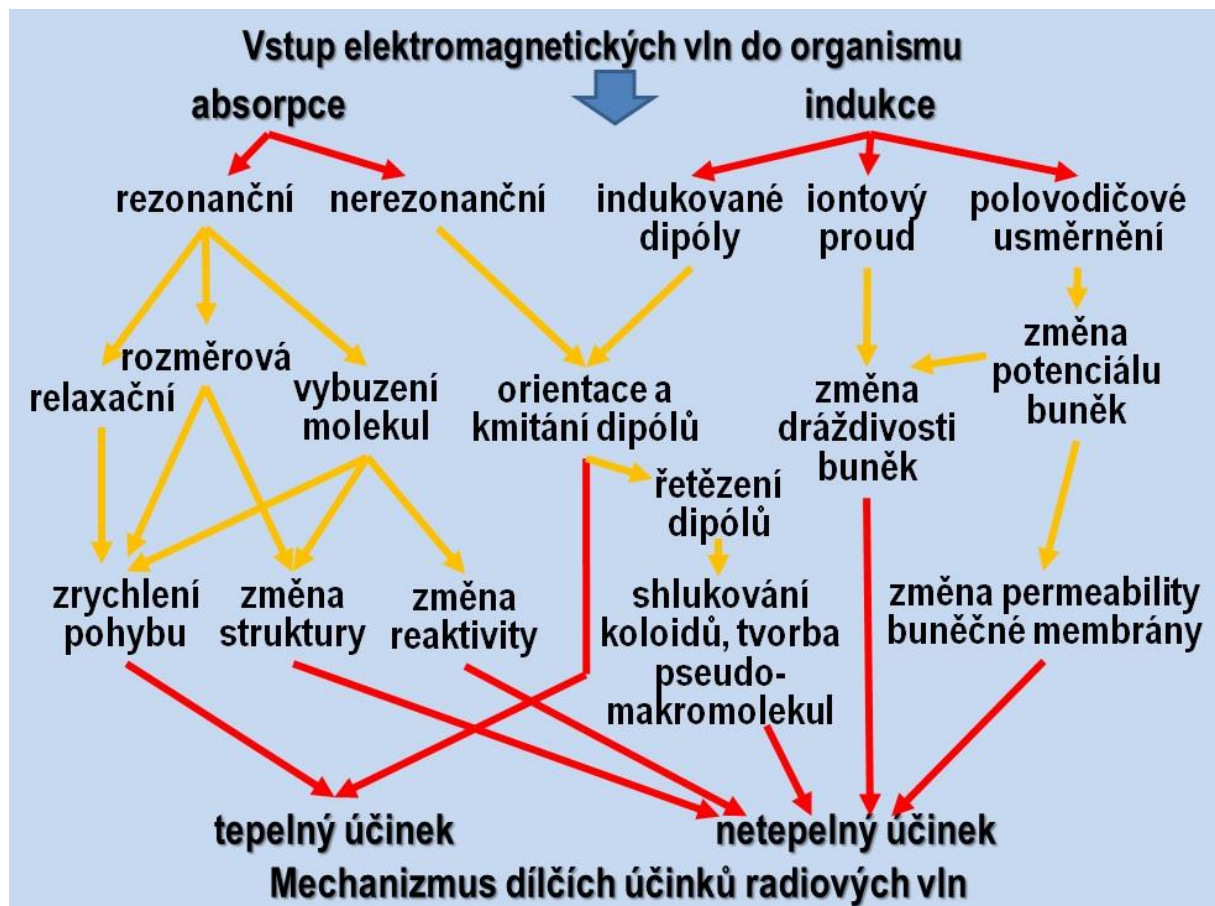 Vstup elektromagnetických vln do organismu
absorpce
indukce
rezonanční
nerezonanční
indukované
dipóly
iontový
proud
polovodičové
usměrnění
relaxační
rozměrová
vybuzení
molekul
orientace a
kmitání dipólů
změna
dráždivosti
buněk
změna
potenciálu
buněk
řetězení
dipólů
zrychlení
pohybu
změna
struktury
změna
reaktivity
shlukování
koloidů, tvorba
pseudo-
makromolekul
změna permeability
buněčné membrány
tepelný účinek
netepelný účinek
Mechanizmus dílčích účinků radiových vln